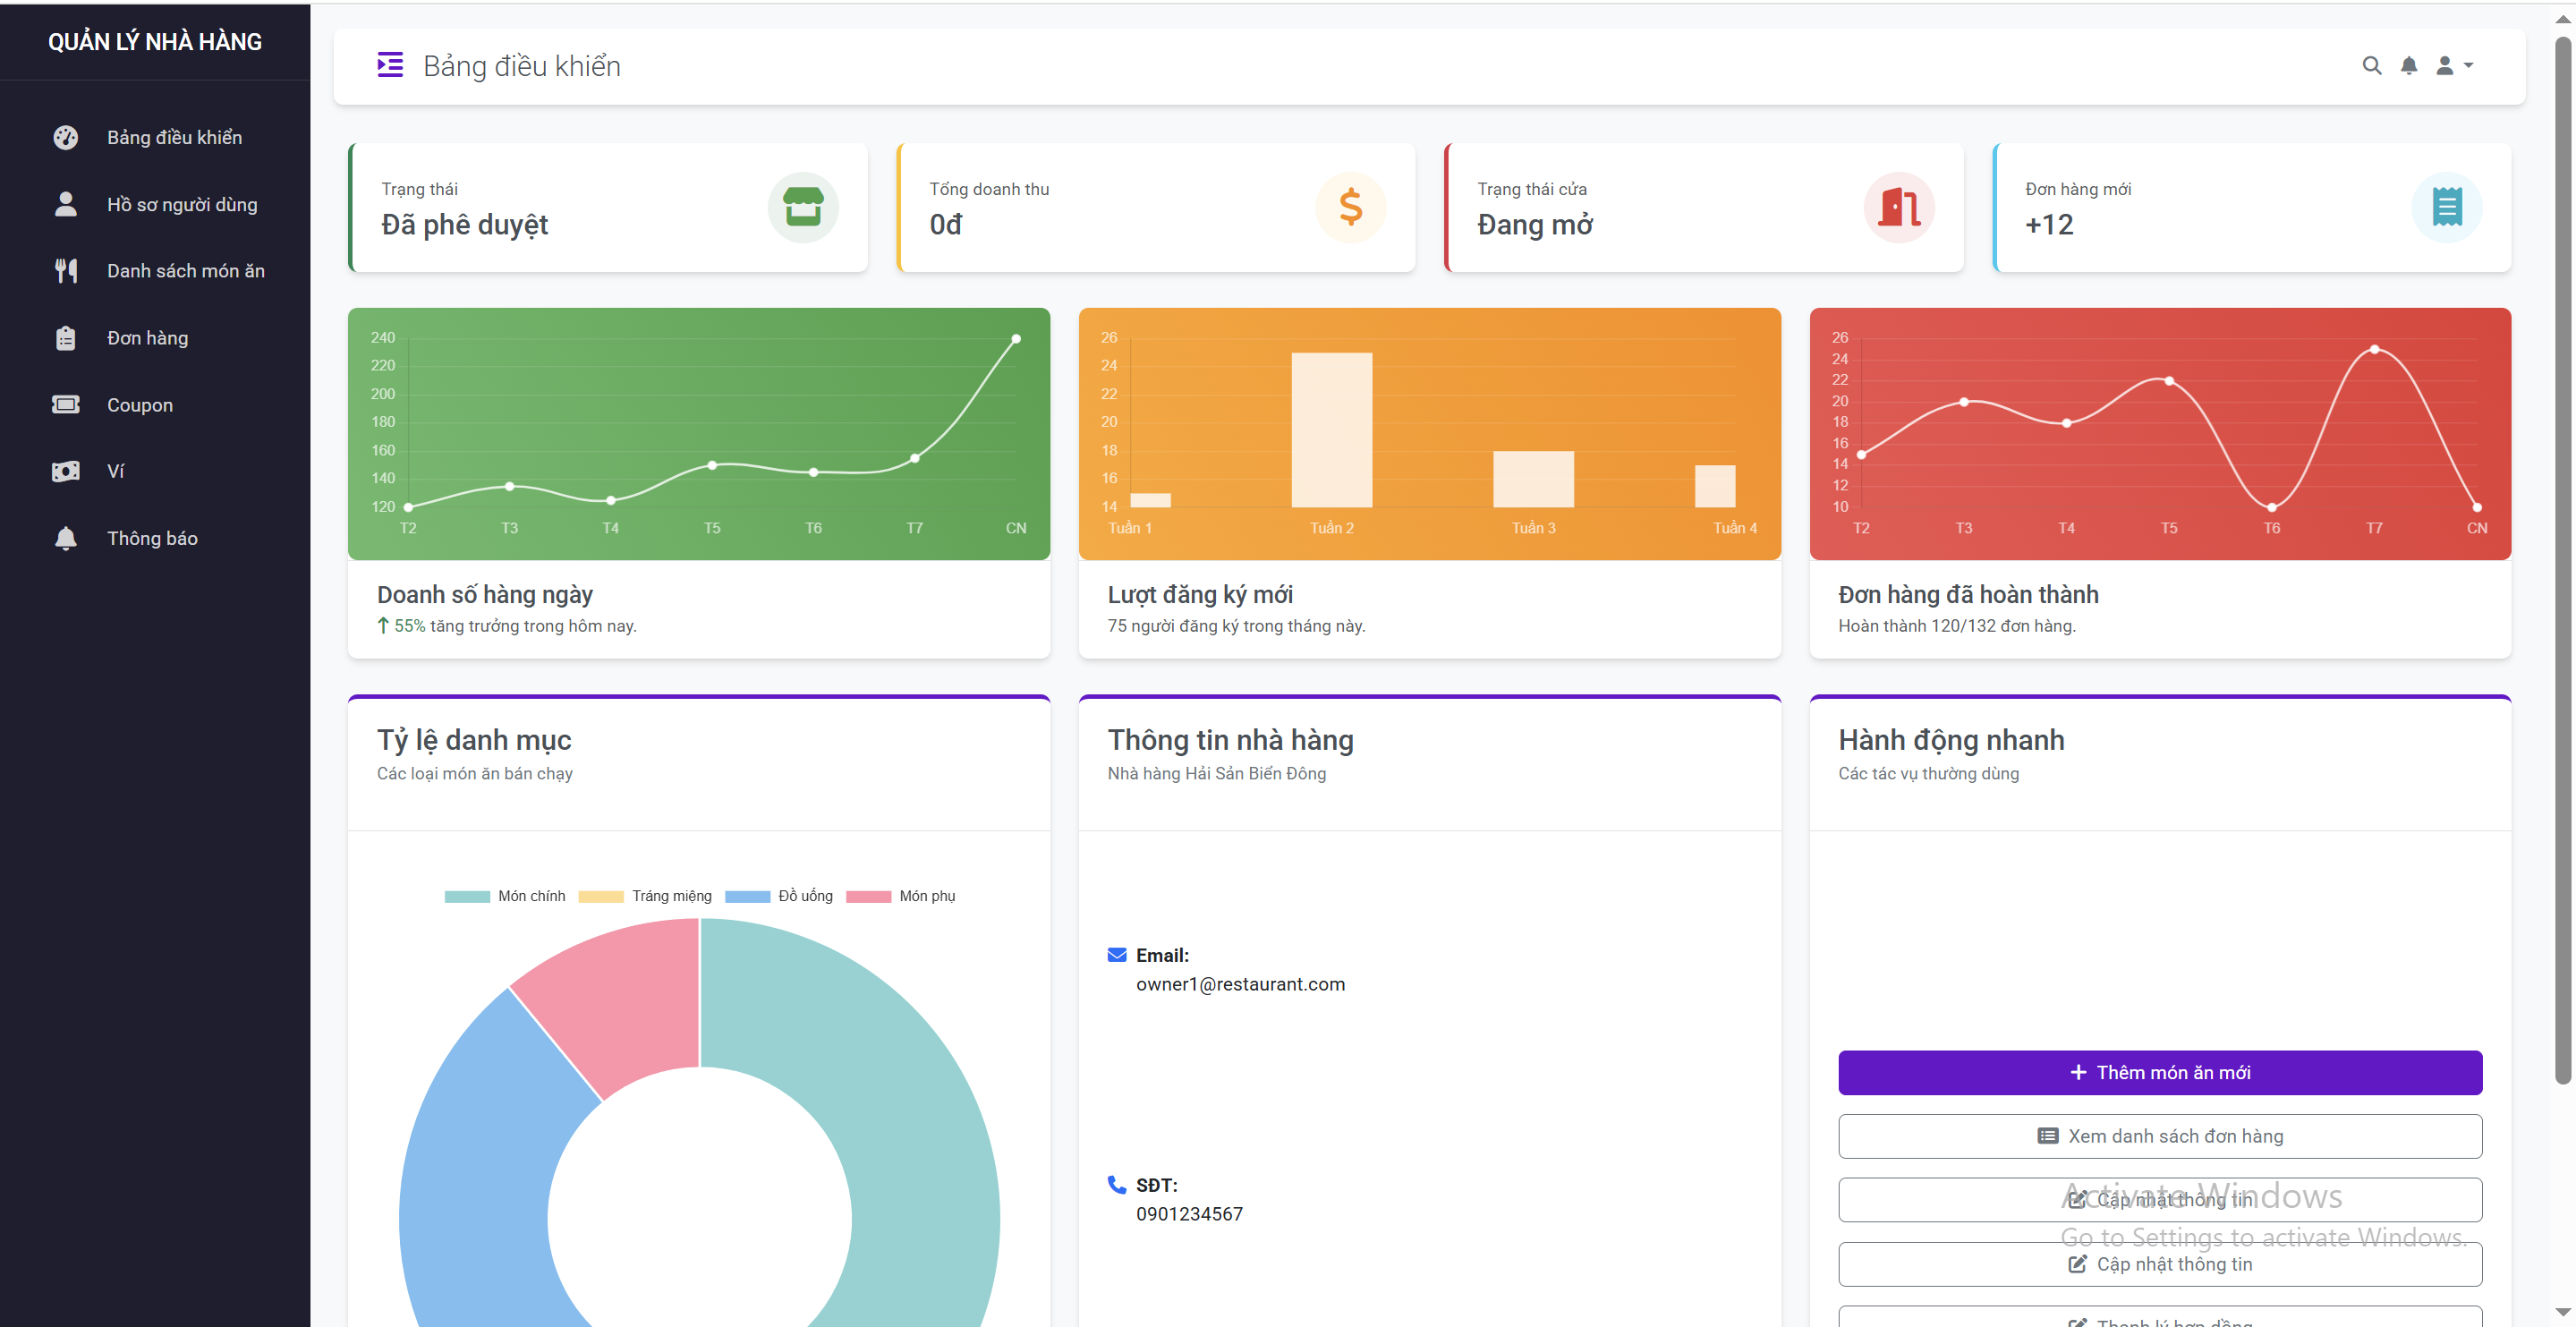 QUẢN LÝ NHÀ HÀNG
Bảng điều khiển
Hồ sơ người dùng
Danh sách món ăn
Đơn hàng
Coupon
Ví
Thông báo
Bảng điều khiển
Trạng thái
Đã phê duyệt
Tổng doanh thu
0đ
Trạng thái cửa
Đang mở
Đơn hàng mới
+12
240
220
200
180
160
140
120
T2 T3 T4 T5 T6 T7 CN
Doanh số hàng ngày
55% tăng trưởng trong hôm nay.
26
24
22
20
18
16
14
Tuần 1 Tuần 2 Tuần 3 Tuần 4
Lượt đăng ký mới
75 người đăng ký trong tháng này.
26
24
22
20
18
16
14
12
10
T2 T3 T4 T5 T6 T7 CN
Đơn hàng đã hoàn thành
Hoàn thành 120/132 đơn hàng.
Tỷ lệ danh mục
Các loại món ăn bán chạy
Món chính Tráng miệng Đồ uống Món phụ
Thông tin nhà hàng
Nhà hàng Hải Sản Biển Đông
Email:
owner1@restaurant.com
SĐT:
0901234567
Hành động nhanh
Các tác vụ thường dùng
Thêm món ăn mới
Xem danh sách đơn hàng
Cập nhật thông tin
Cập nhật thông tin
Thanh lý hợp đồng
Activate Windows
Go to Settings to activate Windows.